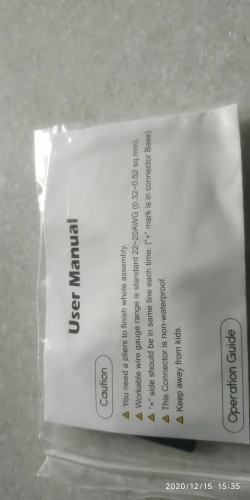 User Manual
Caution
You need a pliers to finish whole assembly.
Workable wire gauge range is standard 22~20AWG (0.32~0.52 sq.mm).
"+" side should be in same line each time. ("+" mark is in connector Base)
This Connector is non-waterproof.
Keep away from kids.
Operation Guide
2020/12/15 15:35